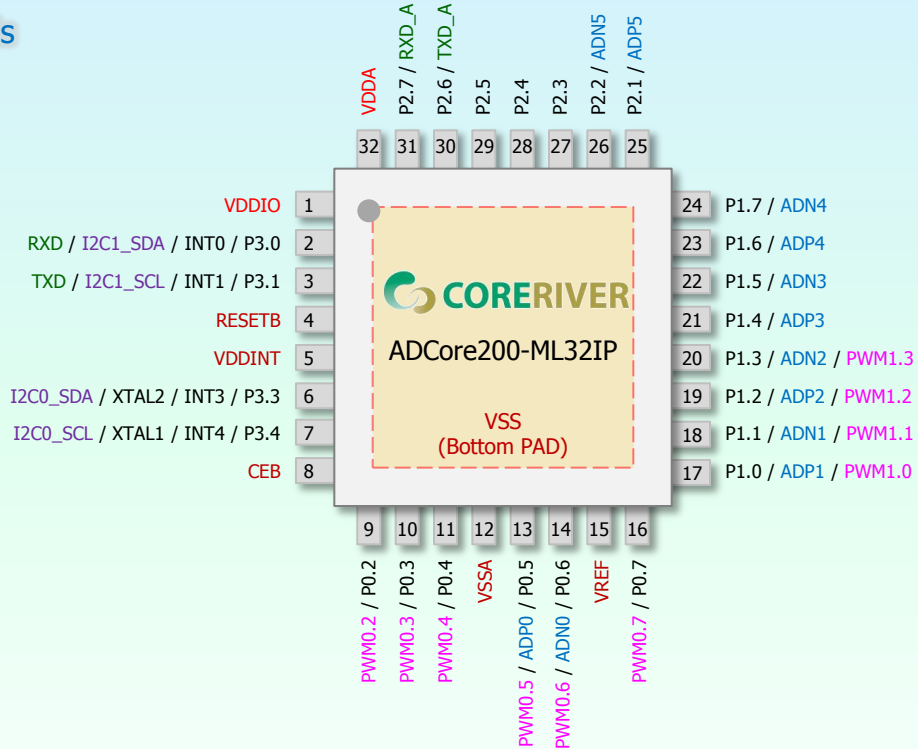 s
VDDA
P2.7 / RXD_A
P2.6 / TXD_A
P2.5
P2.4
P2.3
P2.2 / ADN5
P2.1 / ADP5
32 31 30 29 28 27 26 25
VDDIO 1
RXD / I2C1_SDA / INT0 / P3.0 2
TXD / I2C1_SCL / INT1 / P3.1 3
RESETB 4
VDDINT 5
I2C0_SDA / XTAL2 / INT3 / P3.3 6
I2C0_SCL / XTAL1 / INT4 / P3.4 7
CEB 8
CORERIVER
ADCore200-ML32IP
VSS
(Bottom PAD)
24 P1.7 / ADN4
23 P1.6 / ADP4
22 P1.5 / ADN3
21 P1.4 / ADP3
20 P1.3 / ADN2 / PWM1.3
19 P1.2 / ADP2 / PWM1.2
18 P1.1 / ADN1 / PWM1.1
17 P1.0 / ADP1 / PWM1.0
9 10 11 12 13 14 15 16
PWM0.2 / P0.2
PWM0.3 / P0.3
PWM0.4 / P0.4
VSSA
PWM0.5 / ADP0 / P0.5
PWM0.6 / ADN0 / P0.6
VREF
PWM0.7 / P0.7